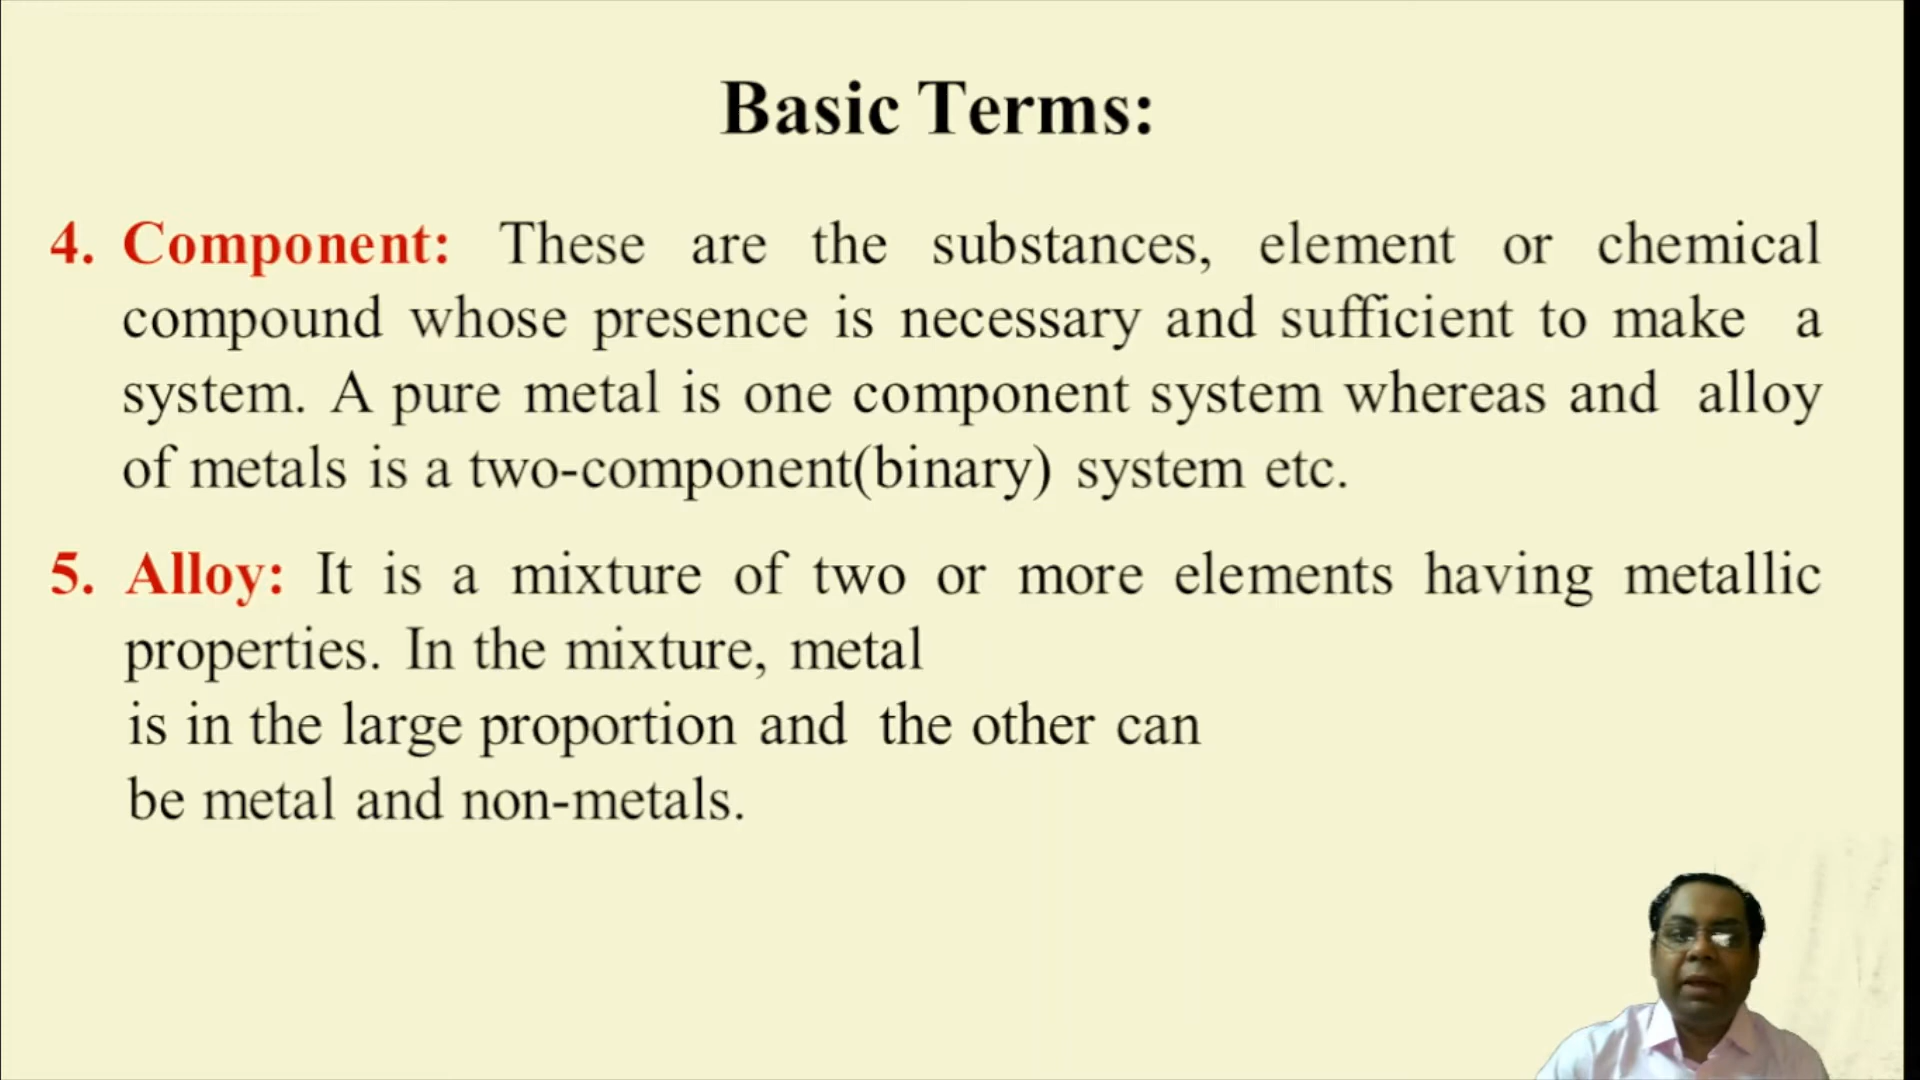 Basic Terms:
4. Component: These are the substances, element or chemical
compound whose presence is necessary and sufficient to make a
system. A pure metal is one component system whereas and alloy
of metals is a two-component(binary) system etc.
5. Alloy: It is a mixture of two or more elements having metallic
properties. In the mixture, metal
is in the large proportion and the other can
be metal and non-metals.